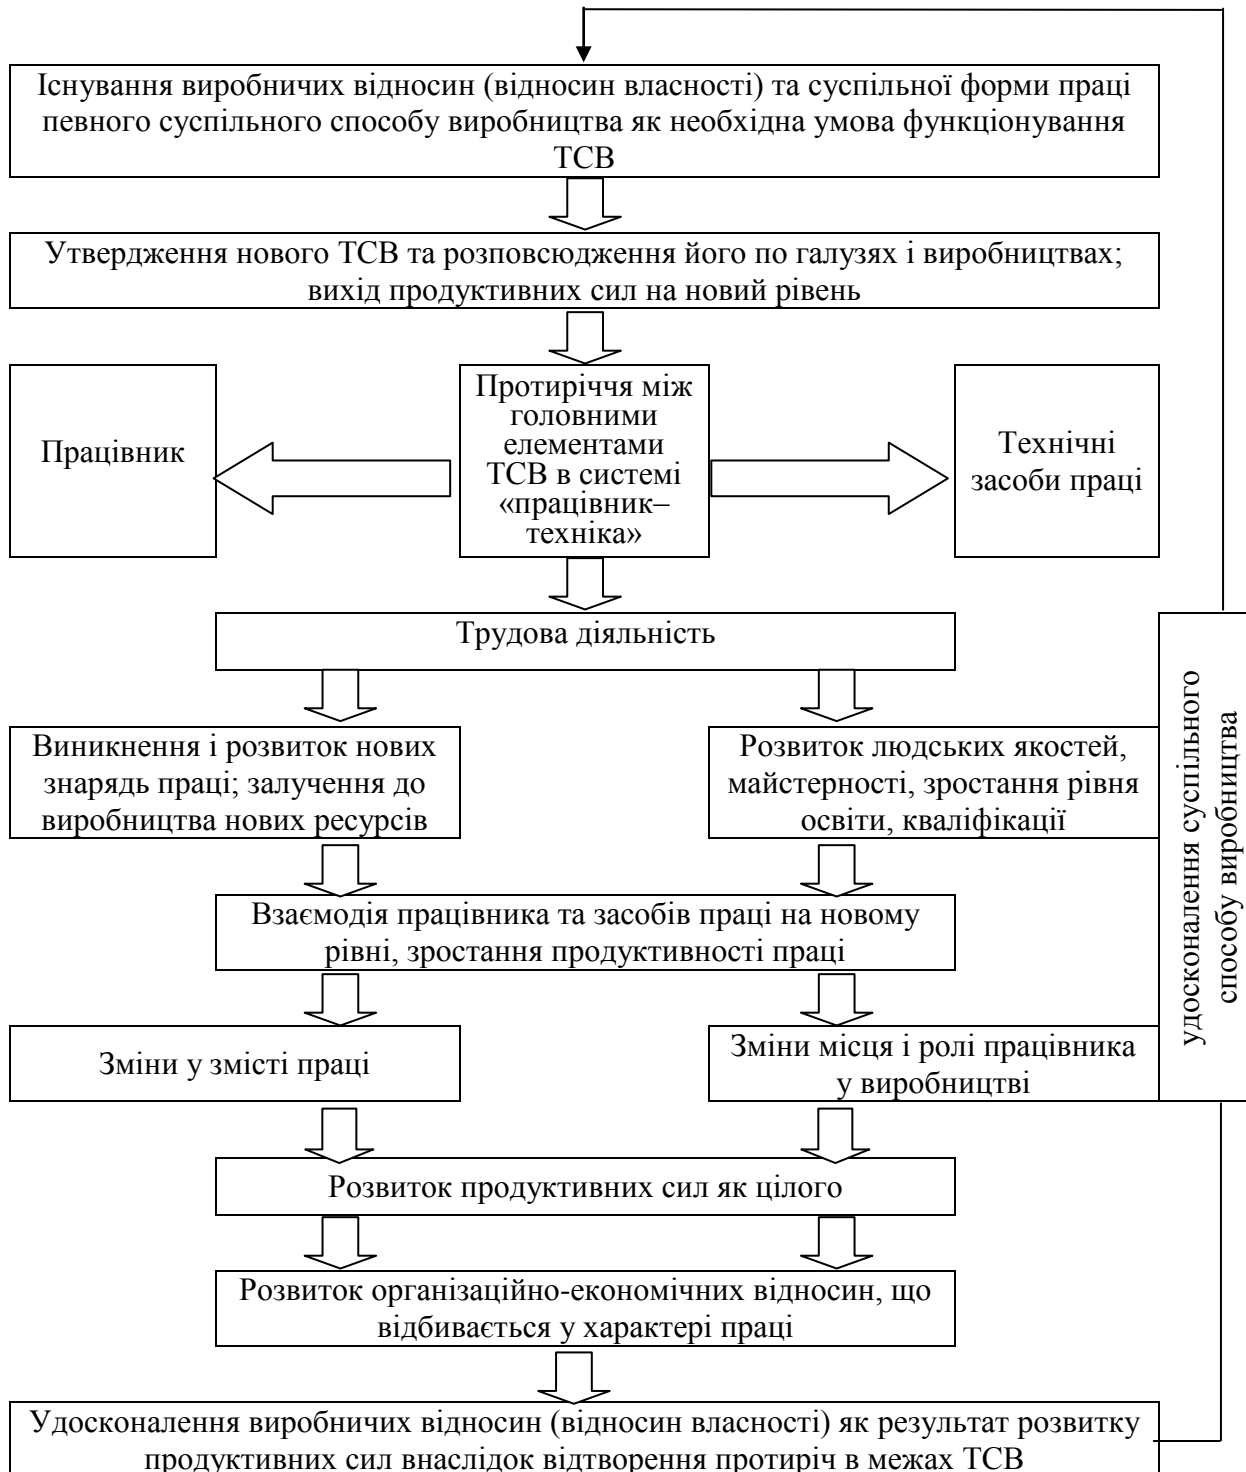 Існування виробничих відносин (відносин власності) та суспільної форми праці
певного суспільного способу виробництва як необхідна умова функціонування
ТСВ
Утвердження нового ТСВ та розповсюдження його по галузях і виробництвах;
вихід продуктивних сил на новий рівень
Працівник
Протиріччя між
головними
елементами
ТСВ в системі
«працівник–
техніка»
Технічні
засоби праці
Трудова діяльність
Виникнення і розвиток нових
знарядь праці; залучення до
виробництва нових ресурсів
Розвиток людських якостей,
майстерності, зростання рівня
освіти, кваліфікації
удосконалення суспільного
способу виробництва
Взаємодія працівника та засобів праці на новому
рівні, зростання продуктивності праці
Зміни у змісті праці
Зміни місця і ролі працівника
у виробництві
Розвиток продуктивних сил як цілого
Розвиток організаційно-економічних відносин, що
відбивається у характері праці
Удосконалення виробничих відносин (відносин власності) як результат розвитку
продуктивних сил внаслідок відтворення протиріч в межах ТСВ